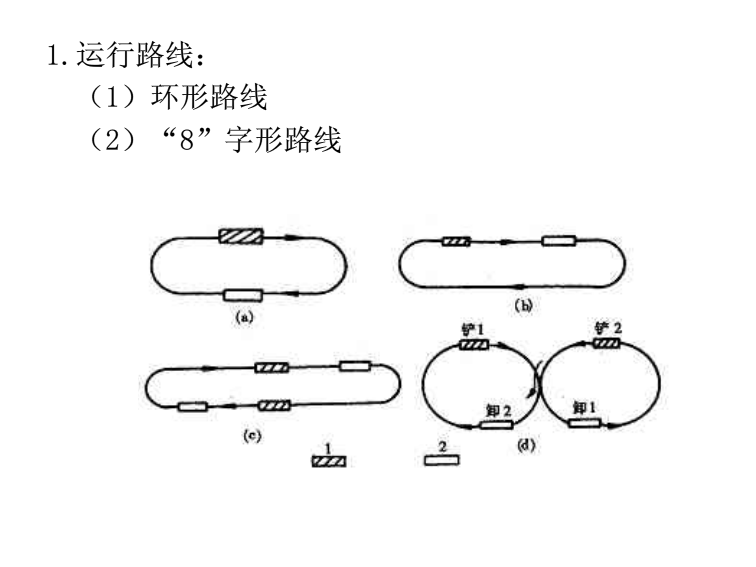 1.运行路线：
（1）环形路线
（2）“8”字形路线
(a)
(b)
铲1
铲2
卸2
卸1
(c)
(d)
1
2